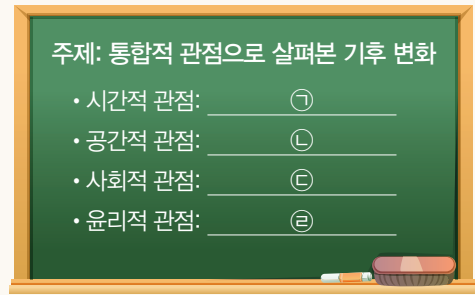 주제: 통합적 관점으로 살펴본 기후 변화
• 시간적 관점: ㉠
• 공간적 관점: ㉡
• 사회적 관점: ㉢
• 윤리적 관점: ㉣